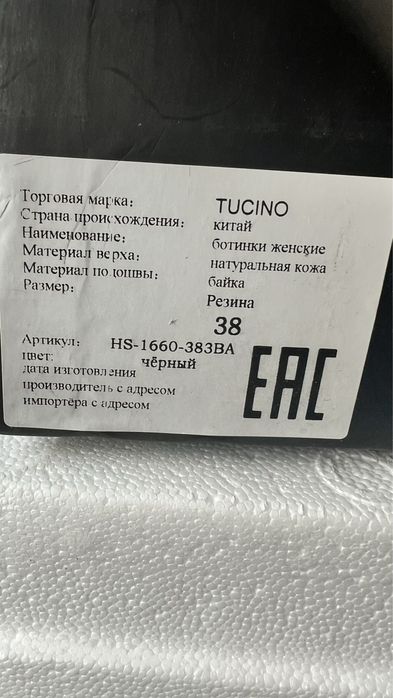 Торговая марка: TUCINO
Страна происхождения: китай
Наименование: ботинки женские
Материал верха: натуральная кожа
Материал подошвы: байка
Размер: Резина
38
Артикул: HS-1660-383BA
цвет: чёрный
дата изготовления
производитель с адресом
импортёра с адресом
EAC